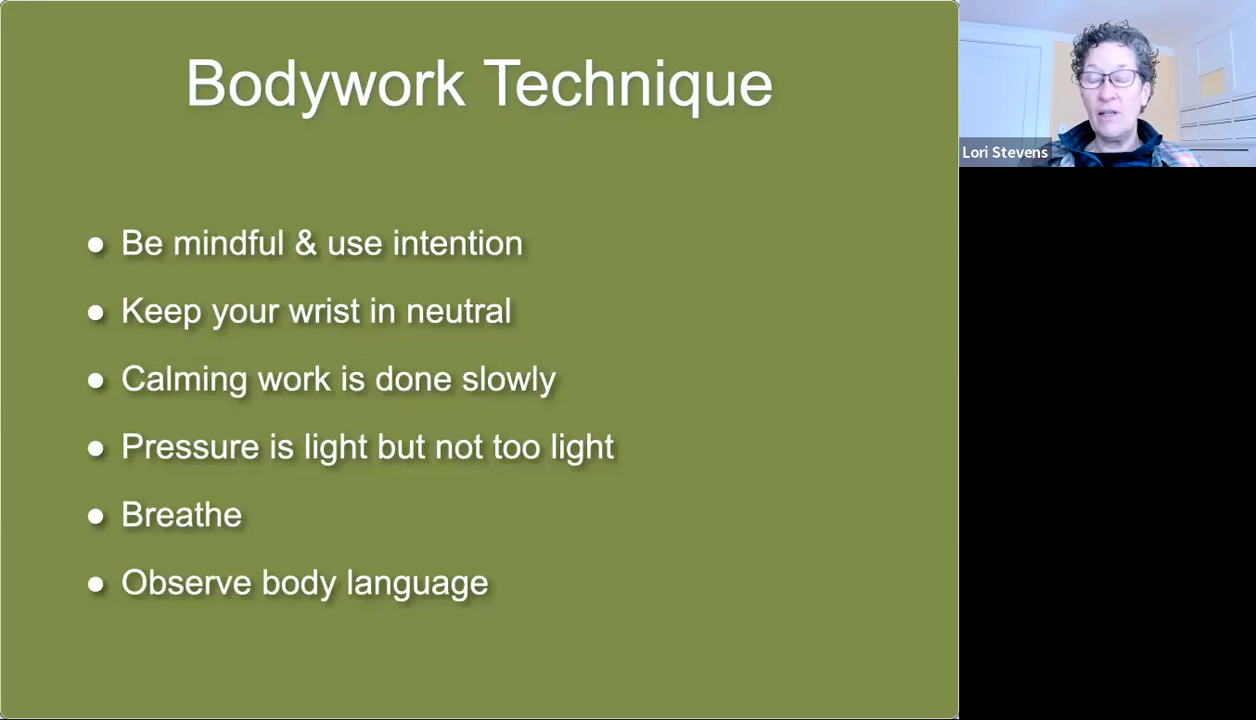 Bodywork Technique
● Be mindful & use intention
● Keep your wrist in neutral
● Calming work is done slowly
● Pressure is light but not too light
● Breathe
● Observe body language
Lori Stevens